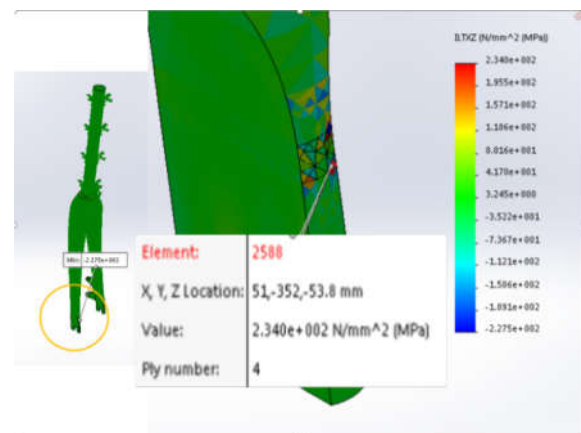 ILTXZ (N/mm^2 (MPa))
2.340e+002
1.955e+002
1.571e+002
1.186e+002
8.016e+001
4.170e+001
3.245e+000
-3.522e+001
-7.367e+001
-1.121e+002
-1.506e+002
-1.891e+002
-2.275e+002
Min: -2.275e+002
Element: 2588
X, Y, Z Location: 51,-352,-53.8 mm
Value: 2.340e+002 N/mm^2 (MPa)
Ply number: 4